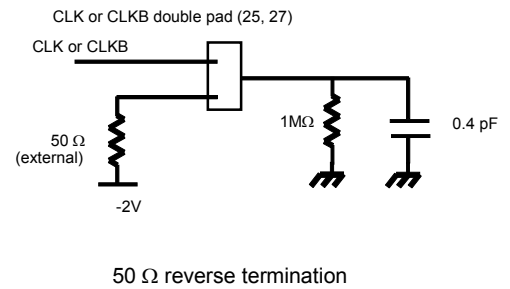 CLK or CLKB double pad (25, 27)
CLK or CLKB
50 Ω
(external)
1MΩ
0.4 pF
-2V
50 Ω reverse termination